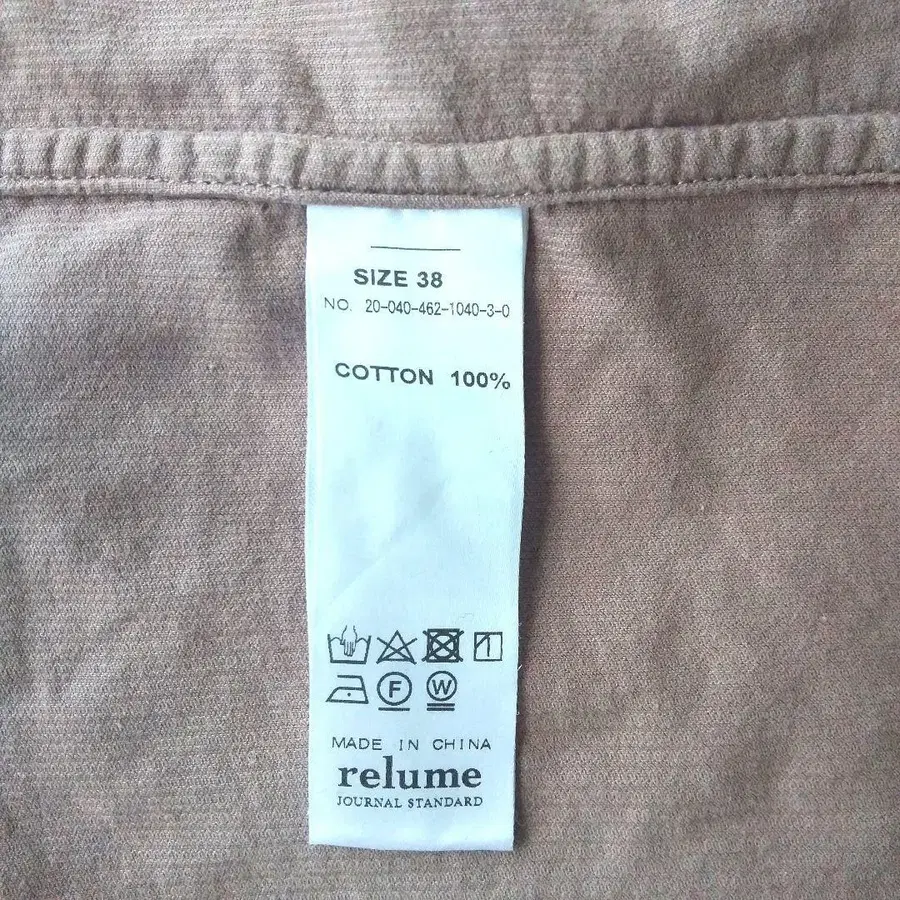 SIZE 38
NO. 20-040-462-1040-3-0
COTTON 100%
F W
MADE IN CHINA
relume
JOURNAL STANDARD